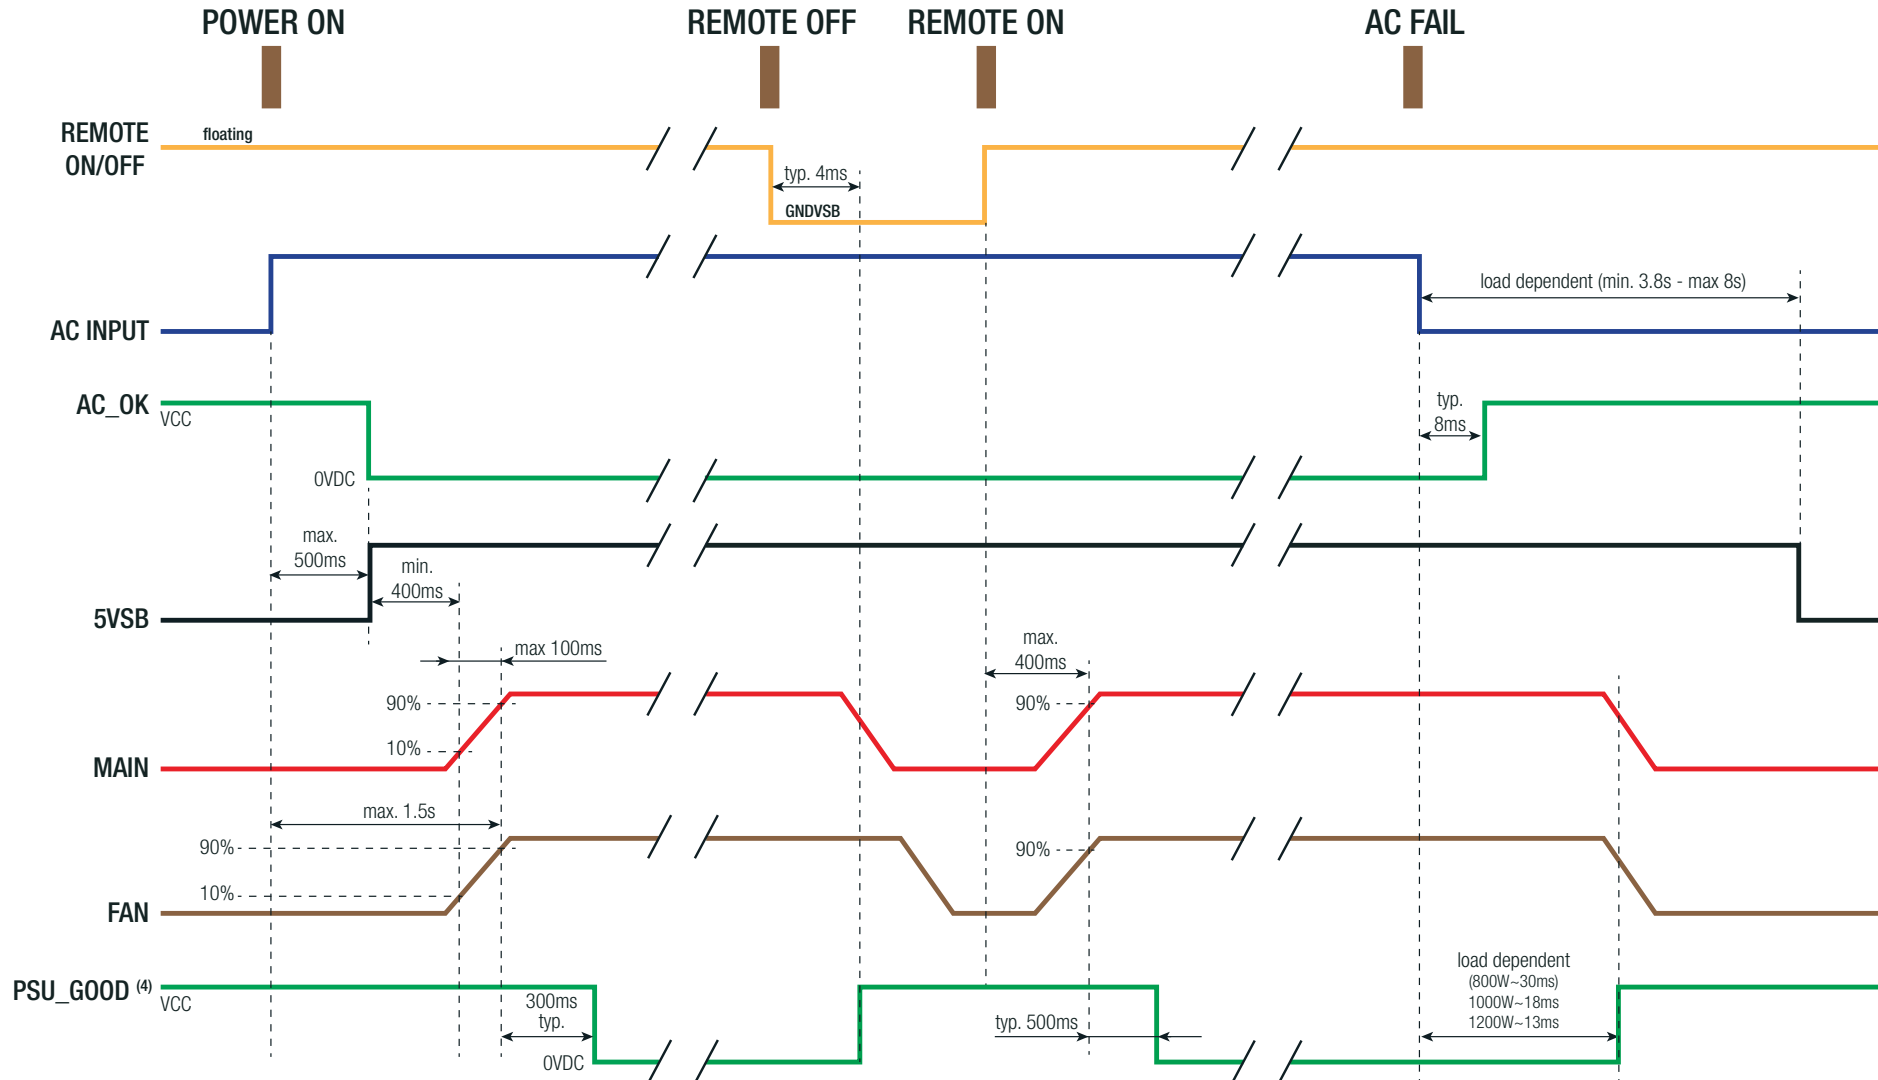 POWER ON
REMOTE OFF
REMOTE ON
AC FAIL
REMOTE
ON/OFF
floating
typ. 4ms
GNDVSB
AC INPUT
load dependent (min. 3.8s - max 8s)
AC_OK
VCC
0VDC
typ.
8ms
5VSB
max.
500ms
min.
400ms
max 100ms
max.
400ms
MAIN
90%
10%
90%
max. 1.5s
FAN
90%
10%
90%
PSU_GOOD (4)
VCC
300ms
typ.
0VDC
typ. 500ms
load dependent
(800W~30ms)
1000W~18ms
1200W~13ms